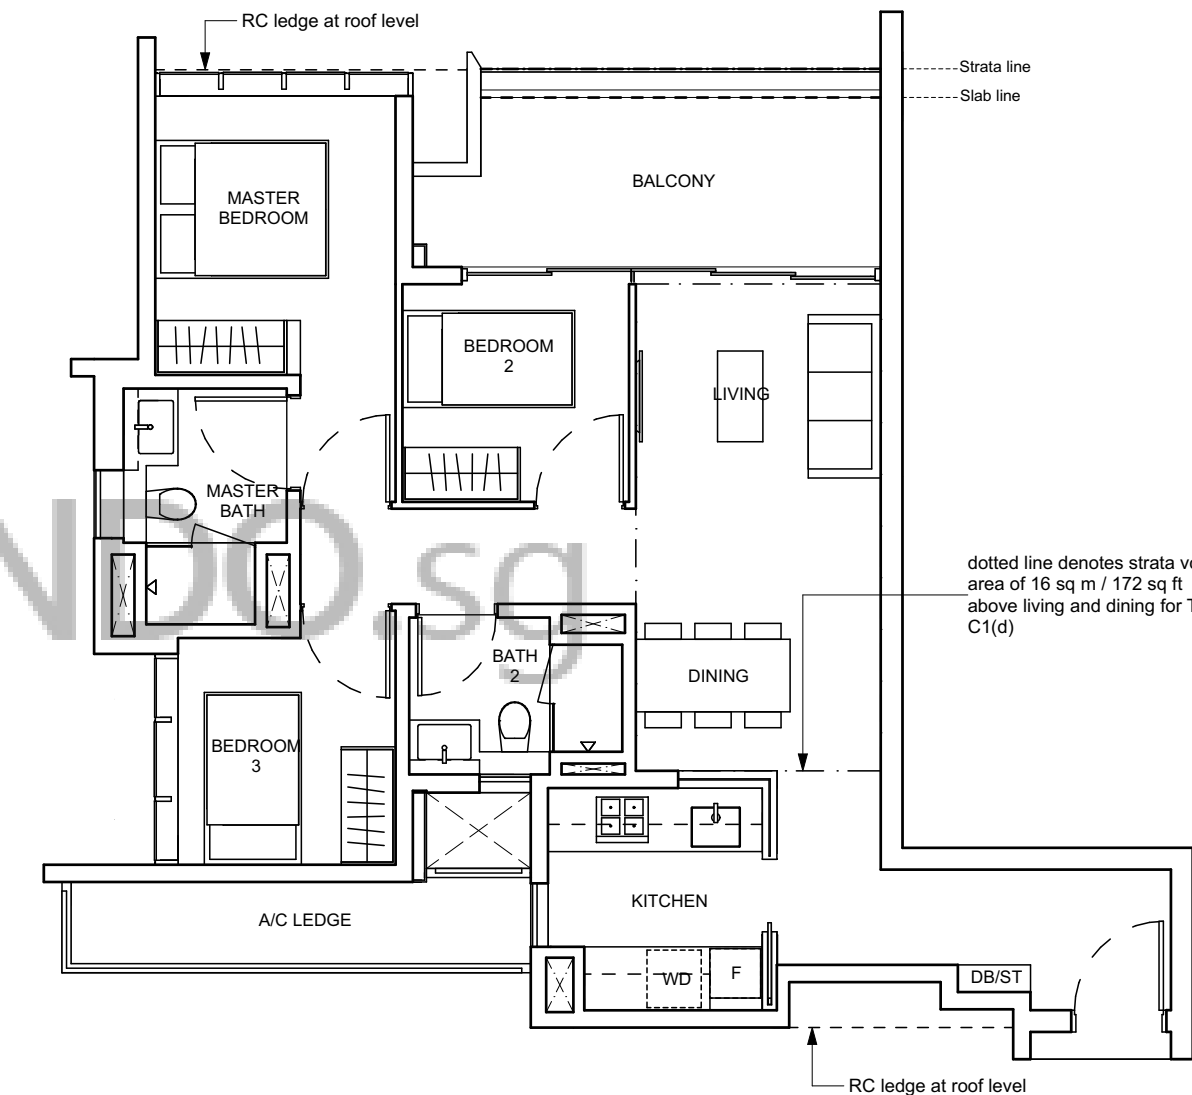 RC ledge at roof level
Strata line
Slab line
BALCONY
MASTER
BEDROOM
BEDROOM
2
LIVING
MASTER
BATH
NDO.sg
dotted line denotes strata vo
area of 16 sq m / 172 sq ft
above living and dining for T
C1(d)
BATH
2
DINING
BEDROOM
3
KITCHEN
A/C LEDGE
WD
F
DB/ST
RC ledge at roof level